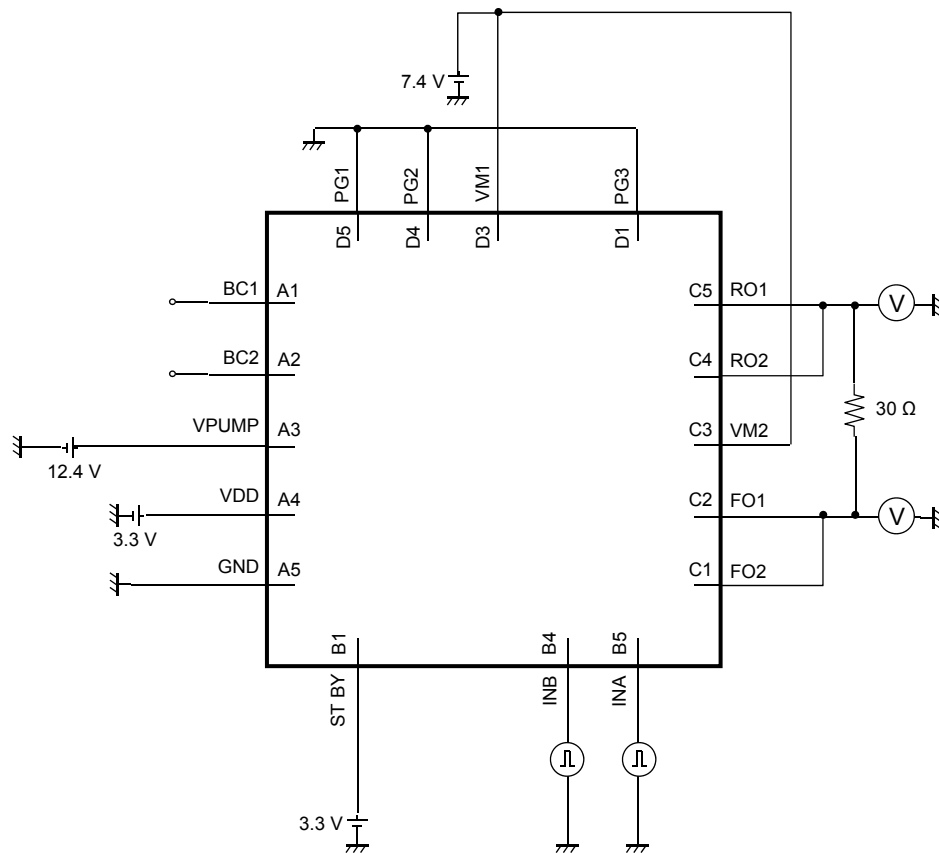 7.4 V
PG1
PG2
VM1
PG3
D5
D4
D3
D1
BC1 A1
C5 RO1
V
BC2 A2
C4 RO2
30 Ω
VPUMP A3
C3 VM2
12.4 V
VDD A4
C2 FO1
V
3.3 V
GND A5
C1 FO2
B1
B4
B5
ST BY
INB
INA
3.3 V